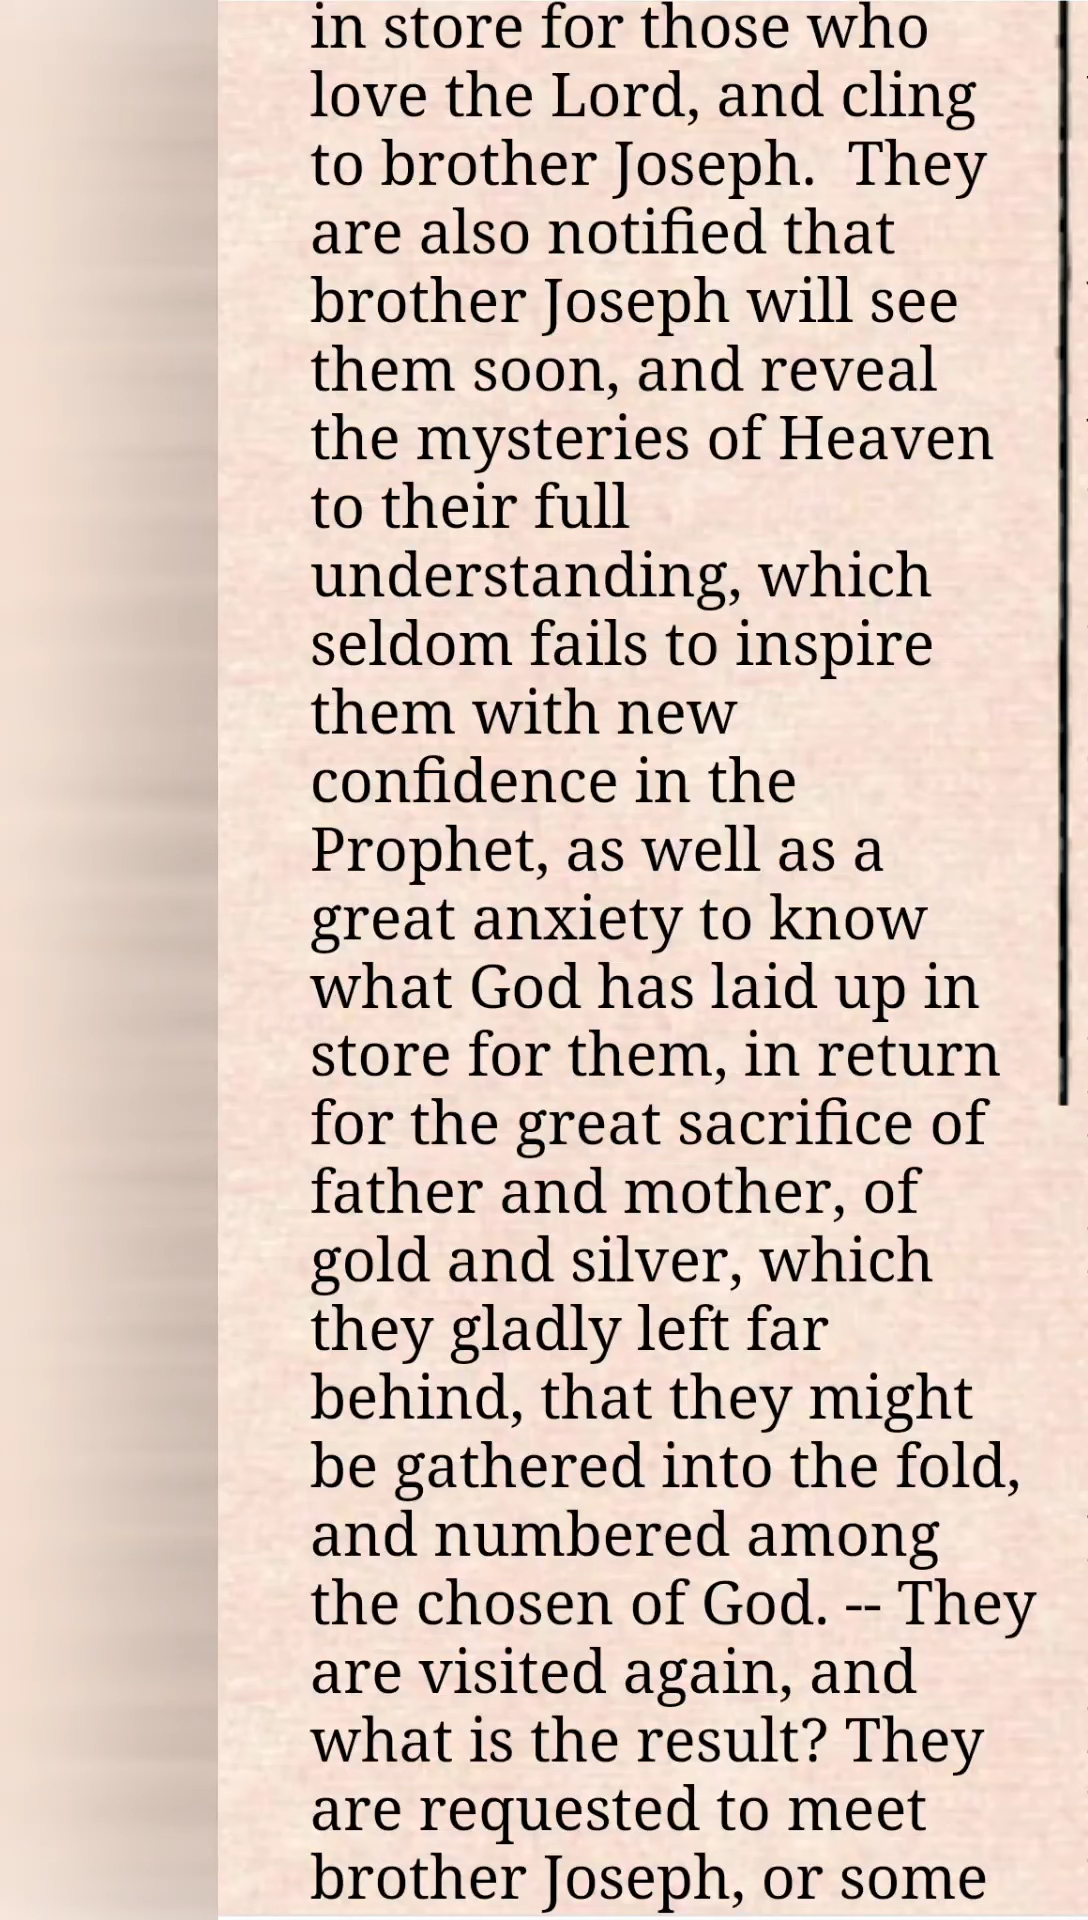 in store for those who
love the Lord, and cling
to brother Joseph.  They
are also notified that
brother Joseph will see
them soon, and reveal
the mysteries of Heaven
to their full
understanding, which
seldom fails to inspire
them with new
confidence in the
Prophet, as well as a
great anxiety to know
what God has laid up in
store for them, in return
for the great sacrifice of
father and mother, of
gold and silver, which
they gladly left far
behind, that they might
be gathered into the fold,
and numbered among
the chosen of God. -- They
are visited again, and
what is the result? They
are requested to meet
brother Joseph, or some